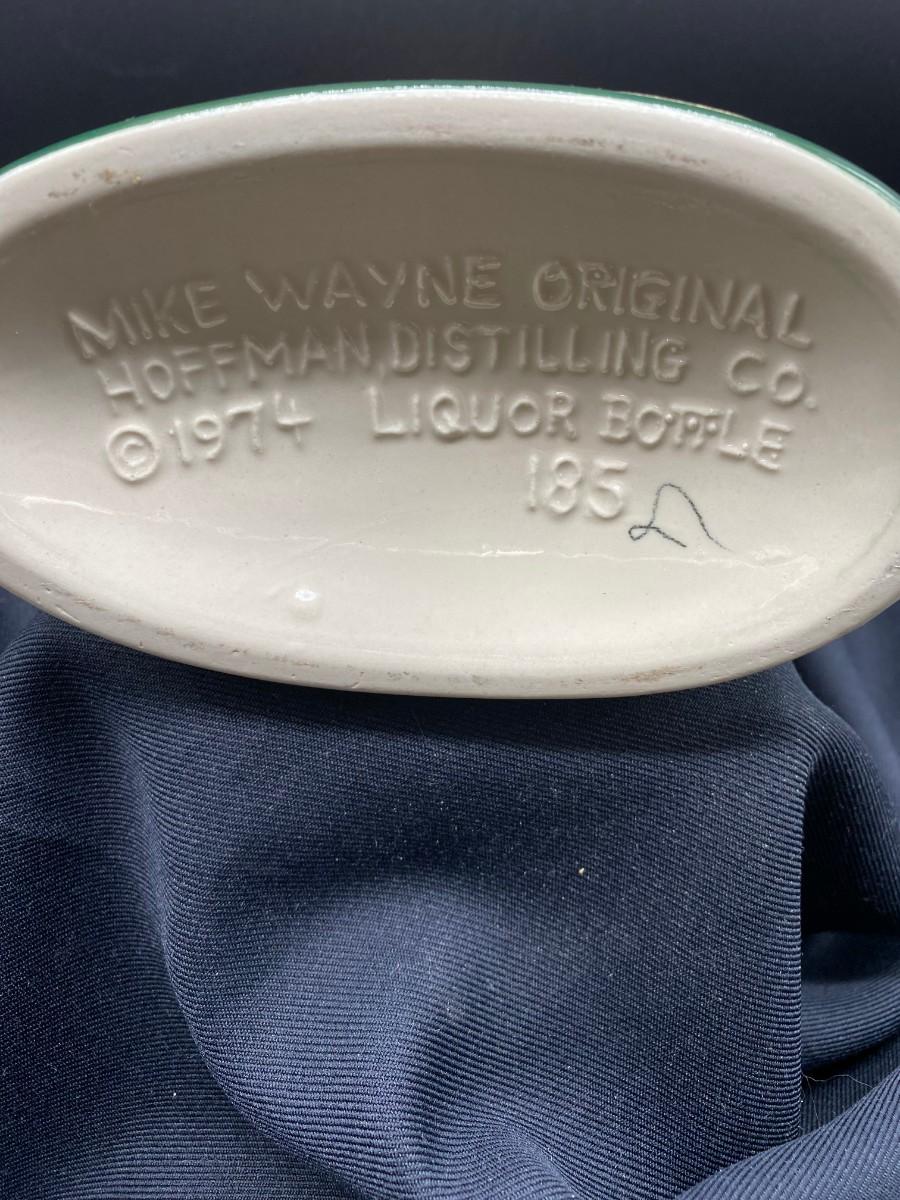 MIKE WAYNE ORIGINAL
HOFFMAN DISTILLING CO.
©1974 LIQUOR BOTTLE
185